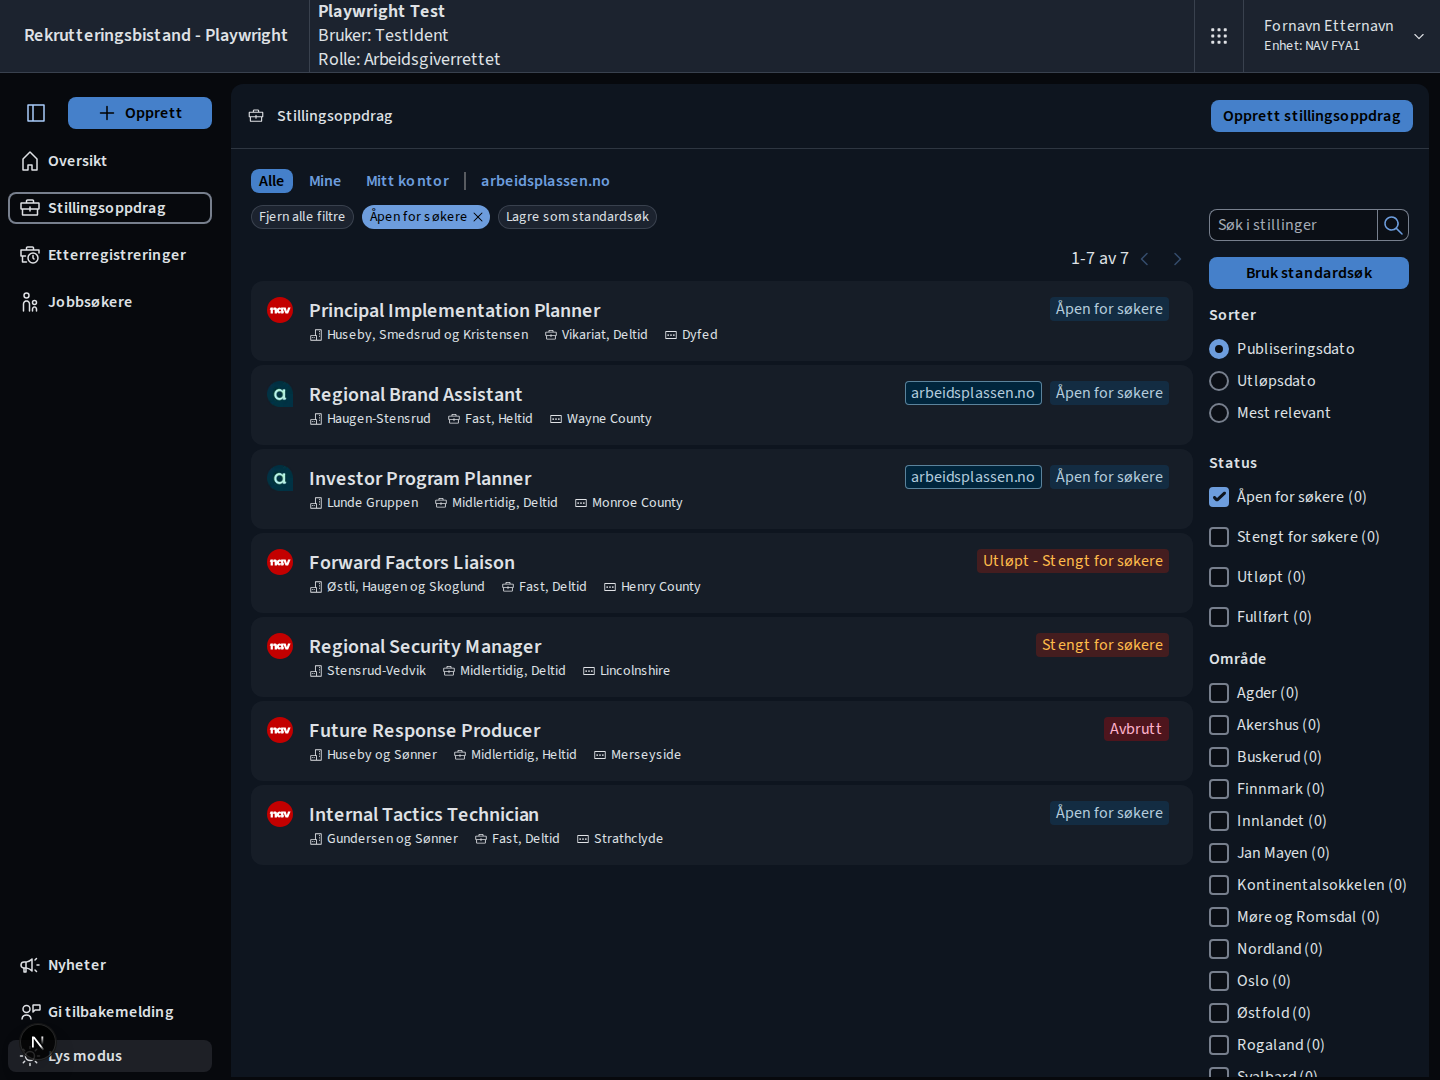 Rekrutteringsbistand - Playwright
Playwright Test
Bruker: TestIdent
Rolle: Arbeidsgiverrettet
Fornavn Etternavn
Enhet: NAV FYA1
Opprett
Oversikt
Stillingsoppdrag
Etterregistreringer
Jobbsøkere
Nyheter
Gi tilbakemelding
Lys modus
N
Stillingsoppdrag
Opprett stillingsoppdrag
Alle Mine Mitt kontor | arbeidsplassen.no
Fjern alle filtre Åpen for søkere Lagre som standardsøk
1-7 av 7
nav Principal Implementation Planner Åpen for søkere
Huseby, Smedsrud og Kristensen Vikariat, Deltid Dyfed
a Regional Brand Assistant arbeidsplassen.no Åpen for søkere
Haugen-Stensrud Fast, Heltid Wayne County
a Investor Program Planner arbeidsplassen.no Åpen for søkere
Lunde Gruppen Midlertidig, Deltid Monroe County
nav Forward Factors Liaison Utløpt - Stengt for søkere
Østli, Haugen og Skoglund Fast, Deltid Henry County
nav Regional Security Manager Stengt for søkere
Stensrud-Vedvik Midlertidig, Deltid Lincolnshire
nav Future Response Producer Avbrutt
Huseby og Sønner Midlertidig, Heltid Merseyside
nav Internal Tactics Technician Åpen for søkere
Gundersen og Sønner Fast, Deltid Strathclyde
Søk i stillinger
Bruk standardsøk
Sorter
Publiseringsdato
Utløpsdato
Mest relevant
Status
Åpen for søkere (0)
Stengt for søkere (0)
Utløpt (0)
Fullført (0)
Område
Agder (0)
Akershus (0)
Buskerud (0)
Finnmark (0)
Innlandet (0)
Jan Mayen (0)
Kontinentalsokkelen (0)
Møre og Romsdal (0)
Nordland (0)
Oslo (0)
Østfold (0)
Rogaland (0)
Svalbard (0)